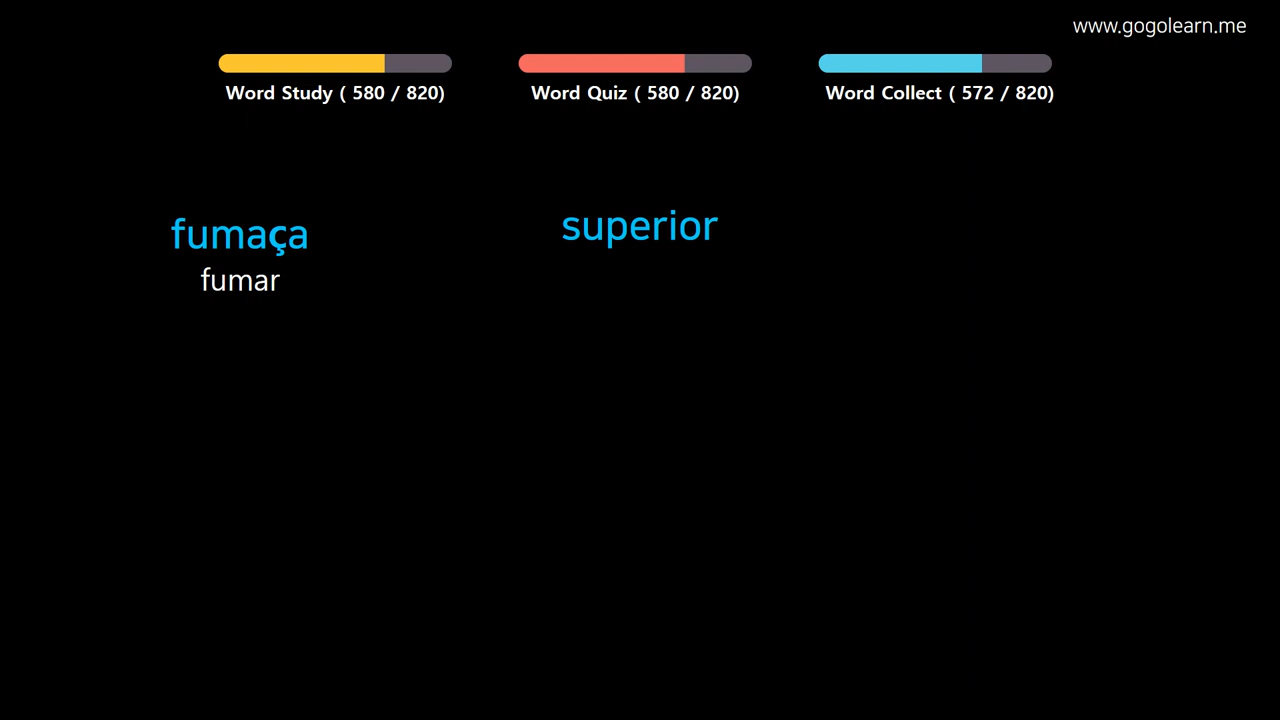 www.gogolearn.me
Word Study ( 580 / 820)
Word Quiz ( 580 / 820)
Word Collect ( 572 / 820)
fumaça
fumar
superior